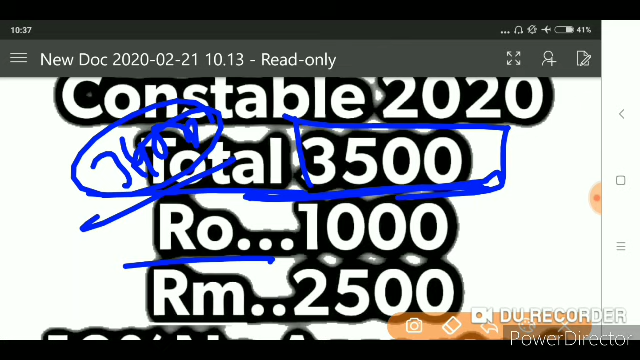 10:37
41%
New Doc 2020-02-21 10.13 - Read-only
Constable 2020
Total 3500
Ro...1000
Rm..2500
DU RECORDER
PowerDirector